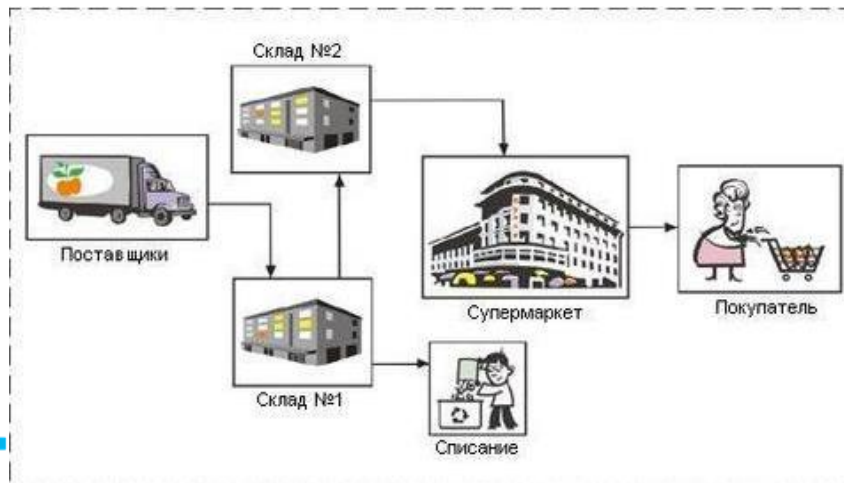 Склад №2
Поставщики
Супермаркет
Покупатель
Склад №1
Списание